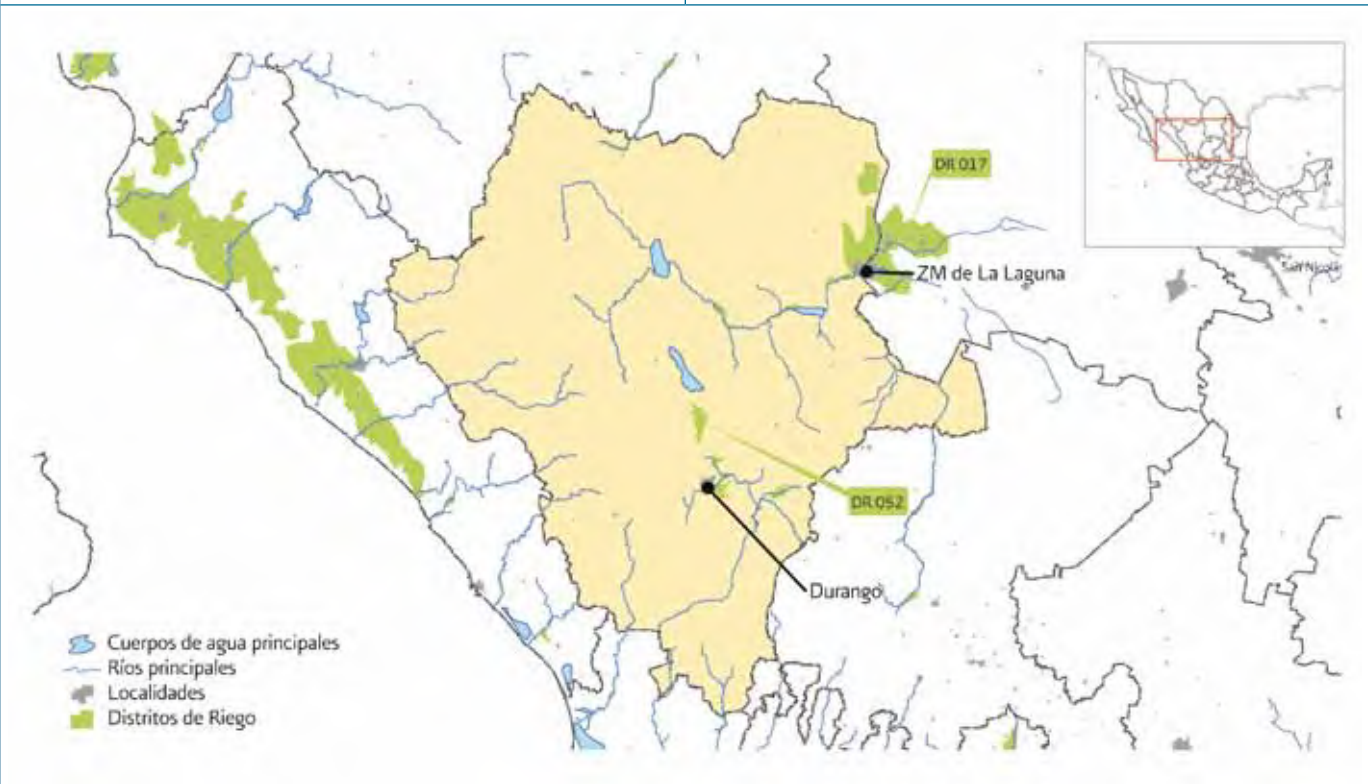 DR 017
ZM de La Laguna
DR 052
Durango
Cuerpos de agua principales
Ríos principales
Localidades
Distritos de Riego